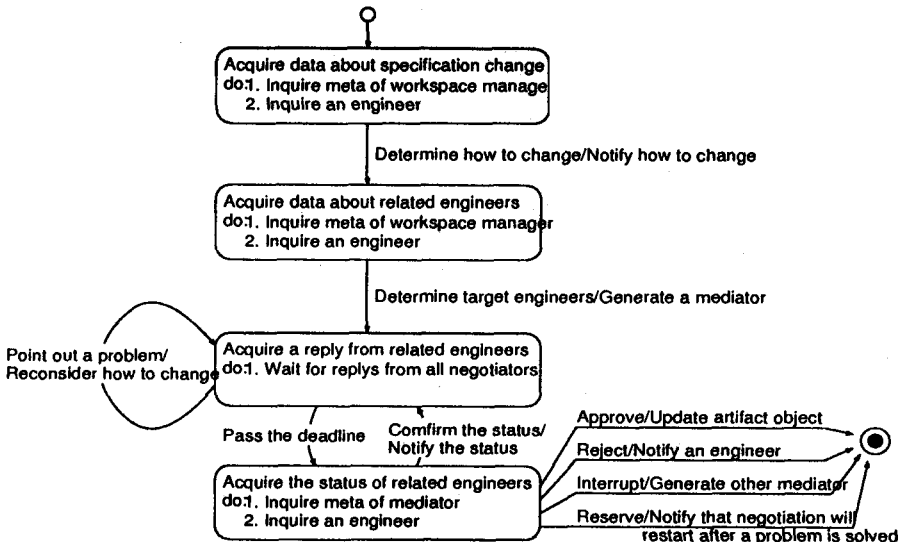 Acquire data about specification change
do:1. Inquire meta of workspace manage
2. Inquire an engineer
Determine how to change/Notify how to change
Acquire data about related engineers
do:1. Inquire meta of workspace manager
2. Inquire an engineer
Determine target engineers/Generate a mediator
Point out a problem/
Reconsider how to change
Acquire a reply from related engineers
do:1. Wait for replys from all negotiators
Pass the deadline
Comfirm the status/
Notify the status
Acquire the status of related engineers
do:1. Inquire meta of mediator
2. Inquire an engineer
Approve/Update artifact object
Reject/Notify an engineer
Interrupt/Generate other mediator
Reserve/Notify that negotiation will
restart after a problem is solved